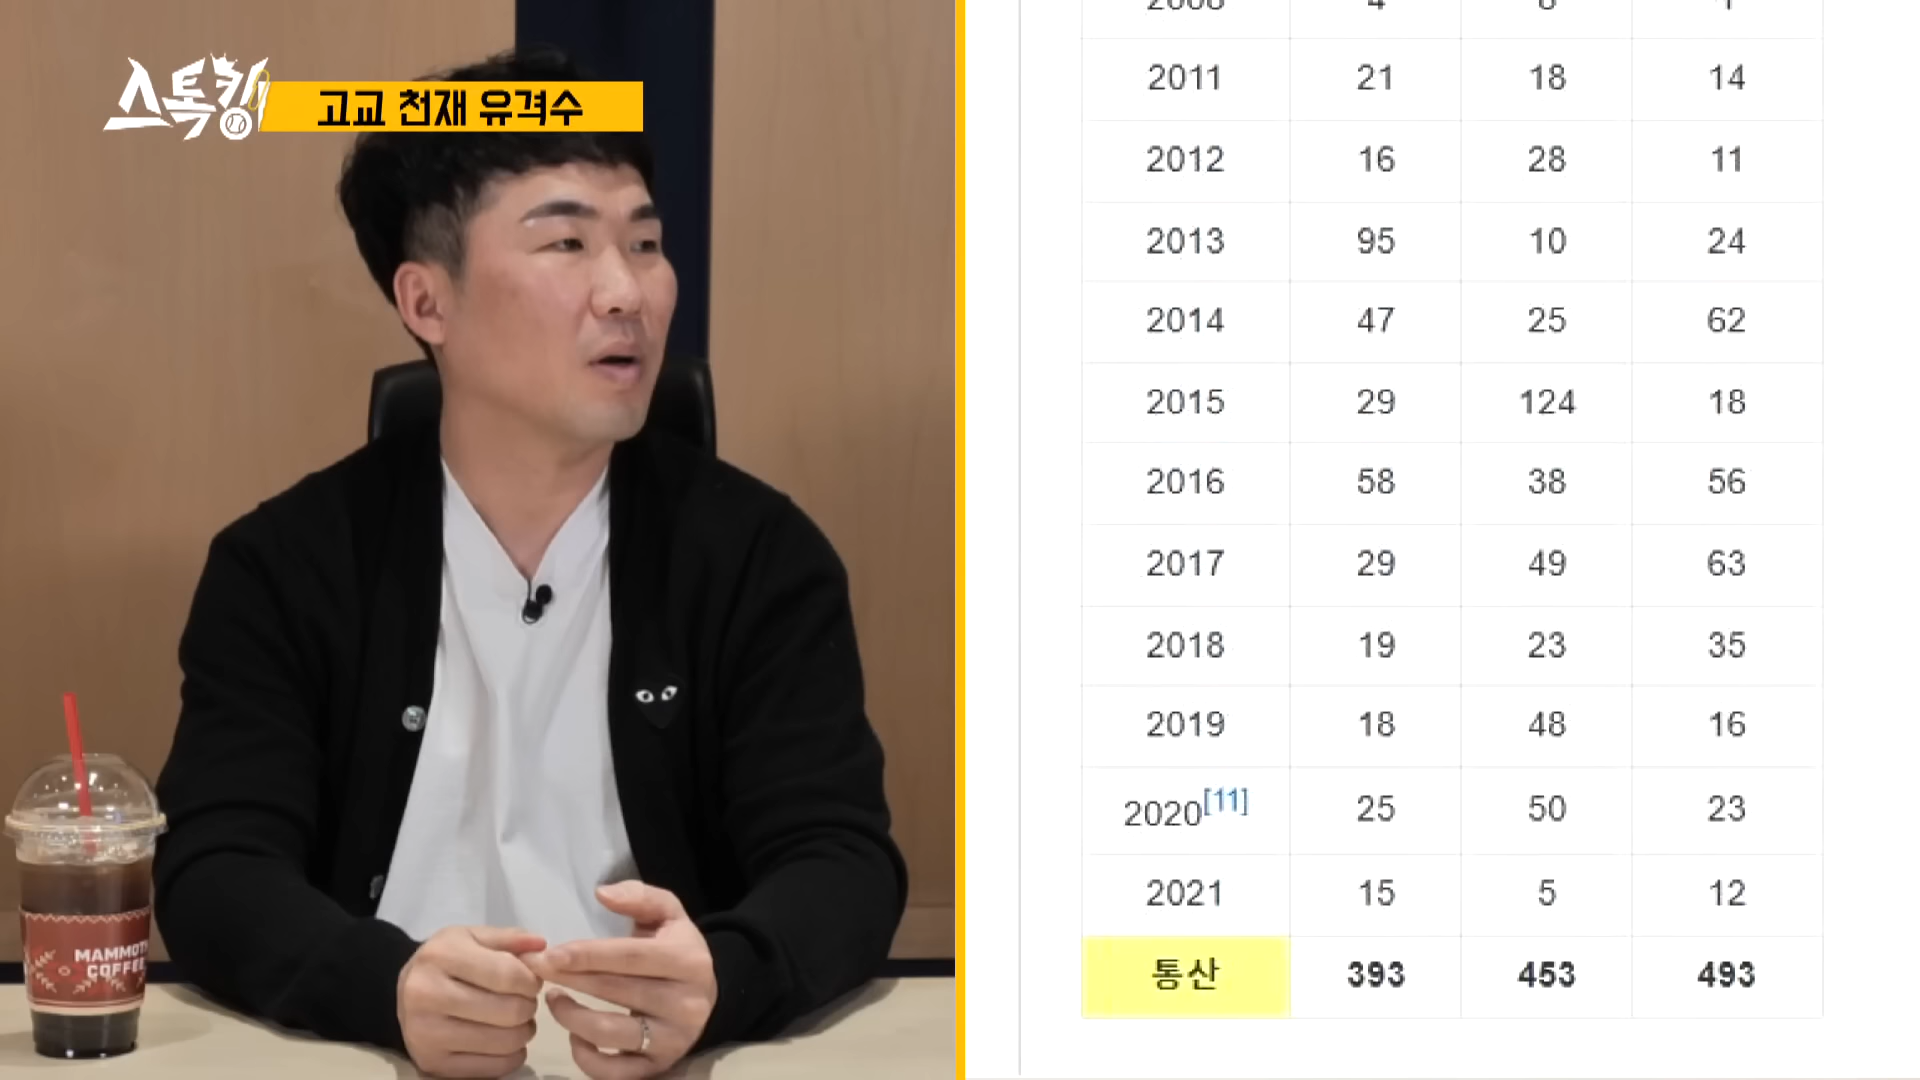 스톡킹
고교 천재 유격수
2011 21 18 14
2012 16 28 11
2013 95 10 24
2014 47 25 62
2015 29 124 18
2016 58 38 56
2017 29 49 63
2018 19 23 35
2019 18 48 16
2020[11] 25 50 23
2021 15 5 12
통산 393 453 493
MAMMOTH
COFFEE